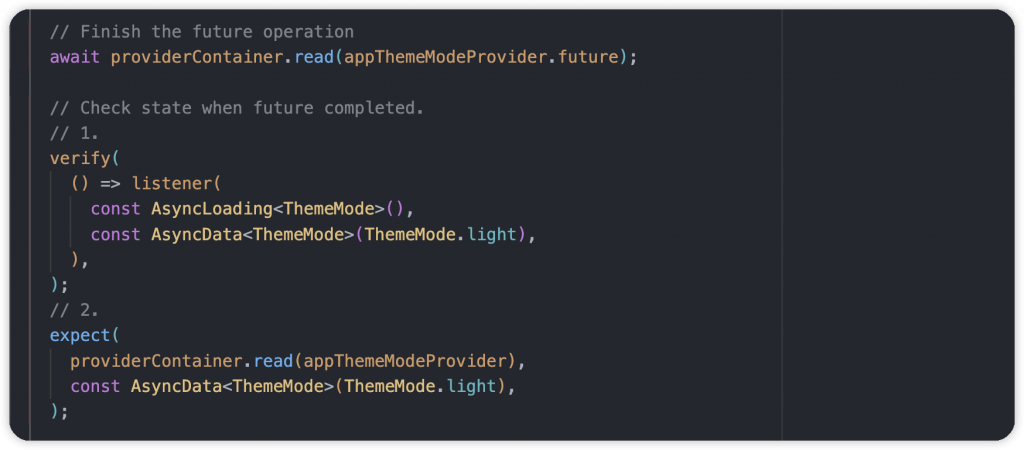 // Finish the future operation
await providerContainer.read(appThemeModeProvider.future);
// Check state when future completed.
// 1.
verify(
() => listener(
const AsyncLoading<ThemeMode>(),
const AsyncData<ThemeMode>(ThemeMode.light),
),
);
// 2.
expect(
providerContainer.read(appThemeModeProvider),
const AsyncData<ThemeMode>(ThemeMode.light),
);